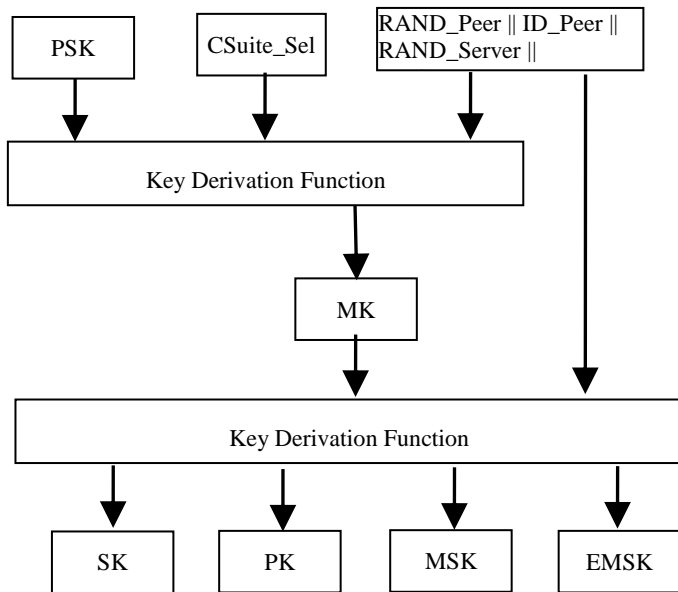 PSK
CSuite_Sel
RAND_Peer || ID_Peer ||
RAND_Server ||
Key Derivation Function
MK
Key Derivation Function
SK
PK
MSK
EMSK